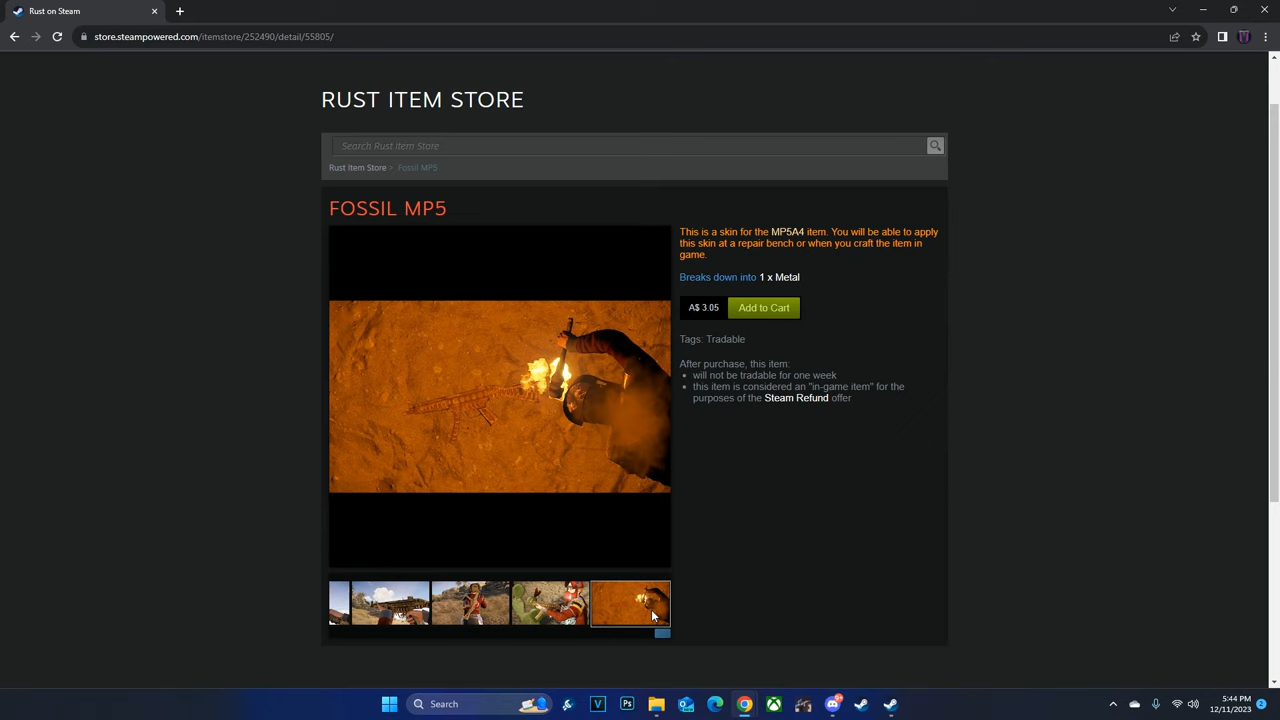 Rust on Steam
store.steampowered.com/itemstore/252490/detail/55805/
RUST ITEM STORE
Search Rust Item Store
Rust Item Store > Fossil MP5
FOSSIL MP5
This is a skin for the MP5A4 item. You will be able to apply
this skin at a repair bench or when you craft the item in
game.
Breaks down into 1 x Metal
A$ 3.05 Add to Cart
Tags: Tradable
After purchase, this item:
will not be tradable for one week
this item is considered an "in-game item" for the
purposes of the Steam Refund offer
Search
5:44 PM
12/11/2023